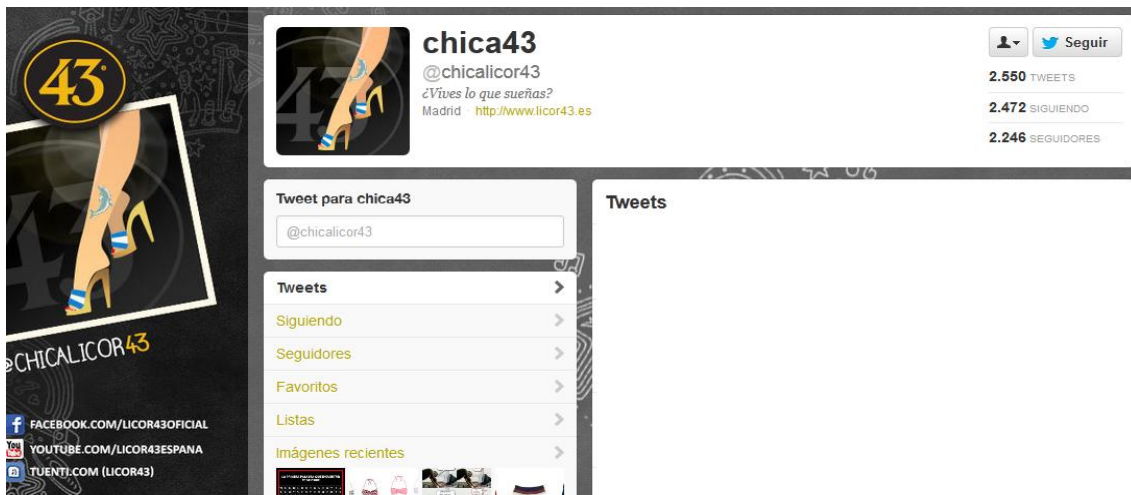 43
@CHICALICOR43
FACEBOOK.COM/LICOR43OFICIAL
You
Tube
YOUTUBE.COM/LICOR43ESPANA
TUENTI.COM (LICOR43)
43
chica43
@chicalicor43
¿Vives lo que sueñas?
Madrid · http://www.licor43.es
Seguir
2.550 TWEETS
2.472 SIGUIENDO
2.246 SEGUIDORES
Tweet para chica43
@chicalicor43
Tweets
Siguiendo
Seguidores
Favoritos
Listas
Imágenes recientes
Tweets